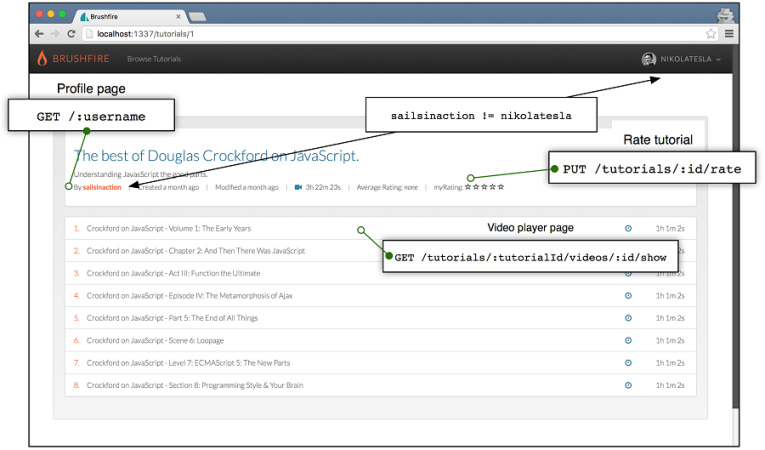 Brushfire
localhost:1337/tutorials/1
BRUSHFIRE Browse Tutorials NIKOLATESLA
Profile page
GET /:username
sailsinaction != nikolatesla
Rate tutorial
PUT /tutorials/:id/rate
The best of Douglas Crockford on JavaScript.
Understanding JavaScript the good parts.
By sailsinaction | Created a month ago | Modified a month ago | 3h 22m 23s | Average Rating: none | myRating:
Video player page
GET /tutorials/:tutorialId/videos/:id/show
1. Crockford on JavaScript - Volume 1: The Early Years 1h 1m 2s
2. Crockford on JavaScript - Chapter 2: And Then There Was JavaScript 1h 1m 2s
3. Crockford on JavaScript - Act III: Function the Ultimate 1h 1m 2s
4. Crockford on JavaScript - Episode IV: The Metamorphosis of Ajax 1h 1m 2s
5. Crockford on JavaScript - Part 5: The End of All Things 1h 1m 2s
6. Crockford on JavaScript - Scene 6: Loopage 1h 1m 2s
7. Crockford on JavaScript - Level 7: ECMAScript 5: The New Parts 1h 1m 2s
8. Crockford on JavaScript - Section 8: Programming Style & Your Brain 1h 1m 2s